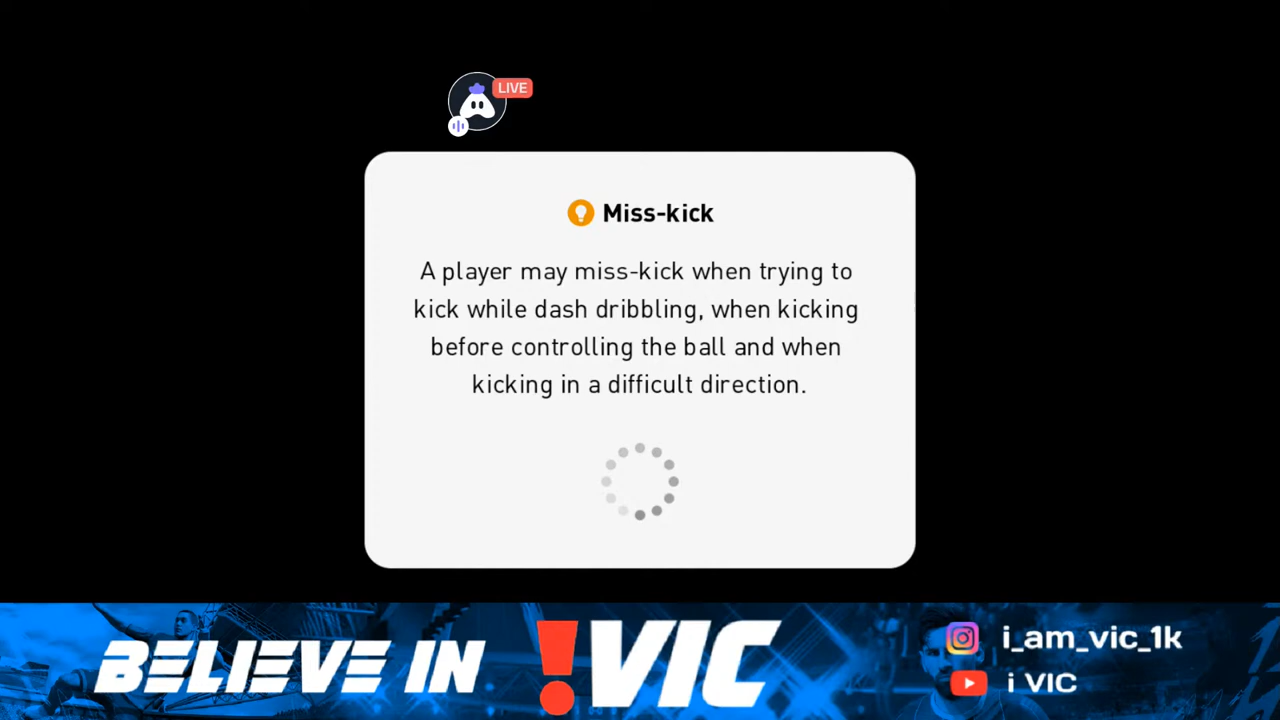 LIVE
Miss-kick
A player may miss-kick when trying to
kick while dash dribbling, when kicking
before controlling the ball and when
kicking in a difficult direction.
BELIEVE IN !VIC
i_am_vic_1k
i VIC